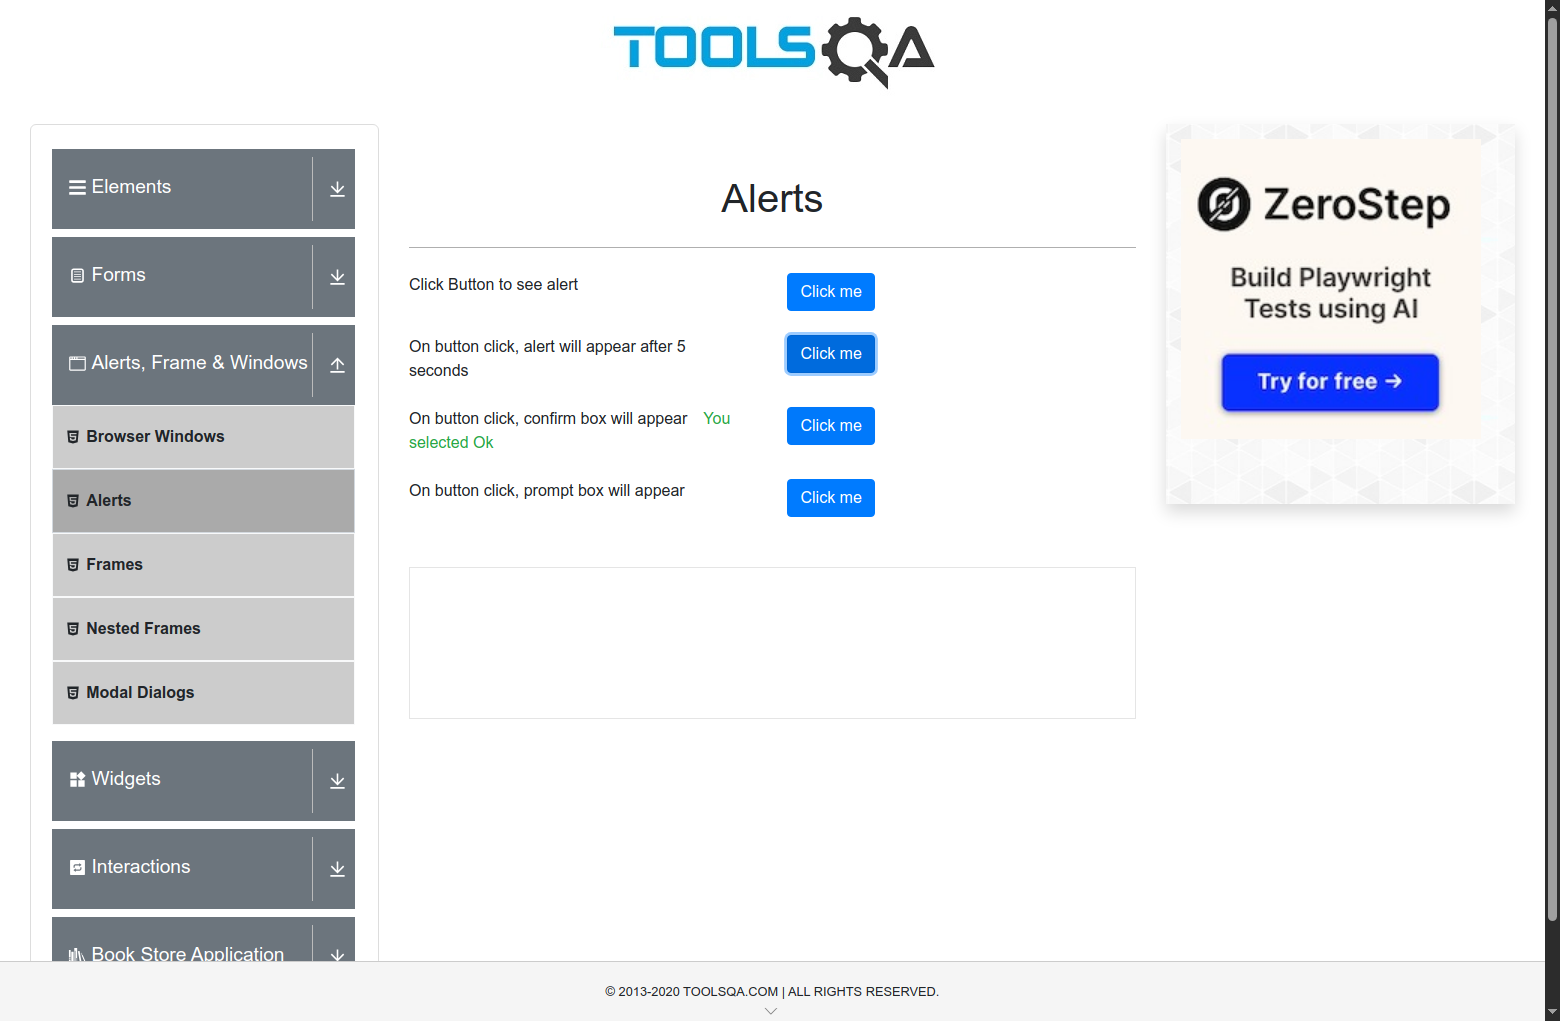 TOOLSQA
Elements
Forms
Alerts, Frame & Windows
Browser Windows
Alerts
Frames
Nested Frames
Modal Dialogs
Widgets
Interactions
Book Store Application
Alerts
Click Button to see alert
Click me
On button click, alert will appear after 5
seconds
Click me
On button click, confirm box will appear You
selected Ok
Click me
On button click, prompt box will appear
Click me
ZeroStep
Build Playwright
Tests using AI
Try for free →
© 2013-2020 TOOLSQA.COM | ALL RIGHTS RESERVED.